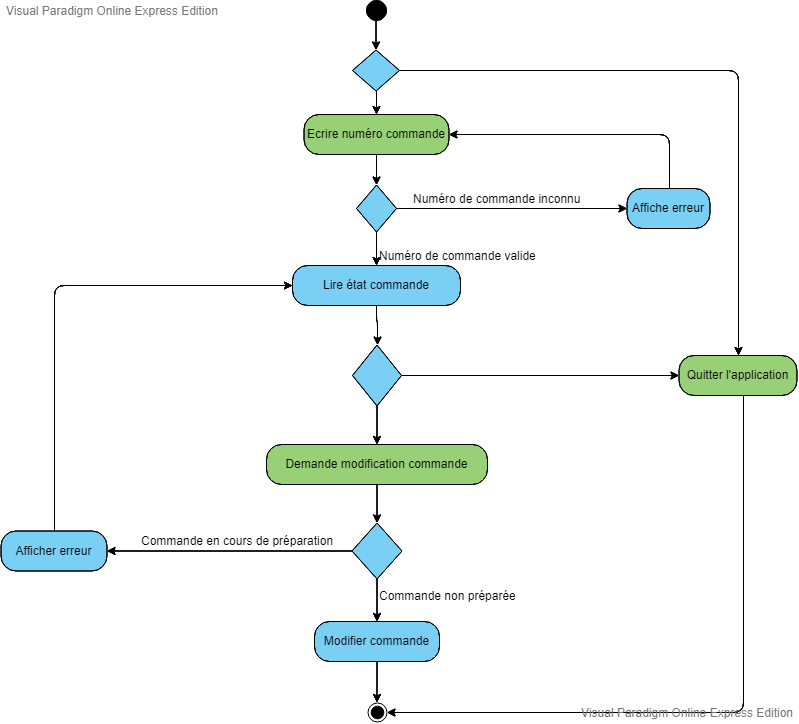 Visual Paradigm Online Express Edition
Ecrire numéro commande
Numéro de commande inconnu
Affiche erreur
Numéro de commande valide
Lire état commande
Quitter l'application
Demande modification commande
Commande en cours de préparation
Afficher erreur
Commande non préparée
Modifier commande
Visual Paradigm Online Express Edition